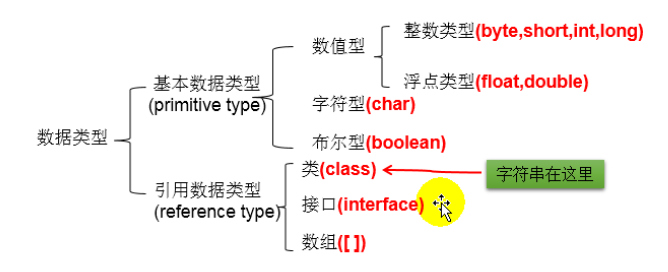 整数类型(byte,short,int,long)
数值型
浮点类型(float,double)
基本数据类型
(primitive type)
字符型(char)
数据类型
布尔型(boolean)
类(class)
字符串在这里
引用数据类型
(reference type)
接口(interface)
数组([ ])